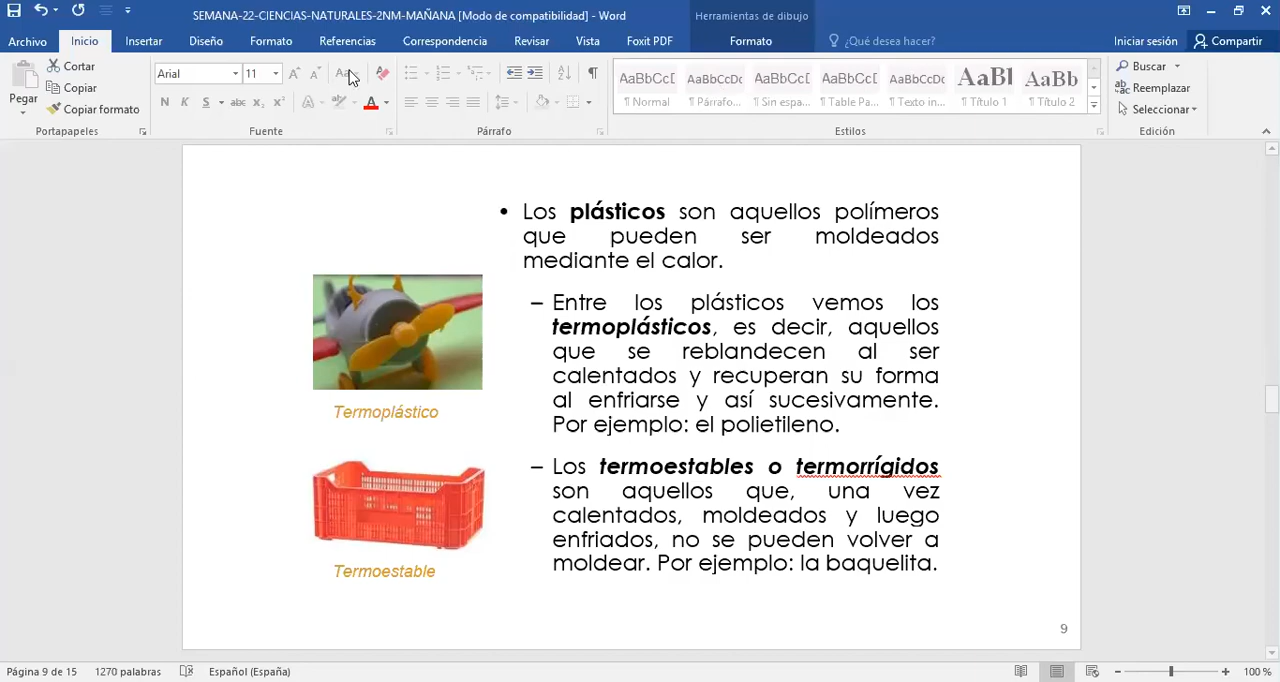 SEMANA-22-CIENCIAS-NATURALES-2NM-MAÑANA [Modo de compatibilidad] - Word
Herramientas de dibujo
Archivo Inicio Insertar Diseño Formato Referencias Correspondencia Revisar Vista Foxit PDF Formato ¿Qué desea hacer? Iniciar sesión Compartir
Pegar
Cortar
Copiar
Copiar formato
Portapapeles
Arial 11
N K S abc x₂ x²
Fuente
Párrafo
AaBbCcD AaBbCcDc AaBbCcD AaBbCcD AaBbCcDc AaBl AaBb
¶ Normal ¶ Párrafo... ¶ Sin espa... ¶ Table Pa... ¶ Texto in... ¶ Título 1 ¶ Título 2
Estilos
Buscar
Reemplazar
Seleccionar
Edición
• Los plásticos son aquellos polímeros
que pueden ser moldeados
mediante el calor.
– Entre los plásticos vemos los
termoplásticos, es decir, aquellos
que se reblandecen al ser
calentados y recuperan su forma
al enfriarse y así sucesivamente.
Por ejemplo: el polietileno.
Termoplástico
– Los termoestables o termorrígidos
son aquellos que, una vez
calentados, moldeados y luego
enfriados, no se pueden volver a
moldear. Por ejemplo: la baquelita.
Termoestable
9
Página 9 de 15 1270 palabras Español (España) 100 %